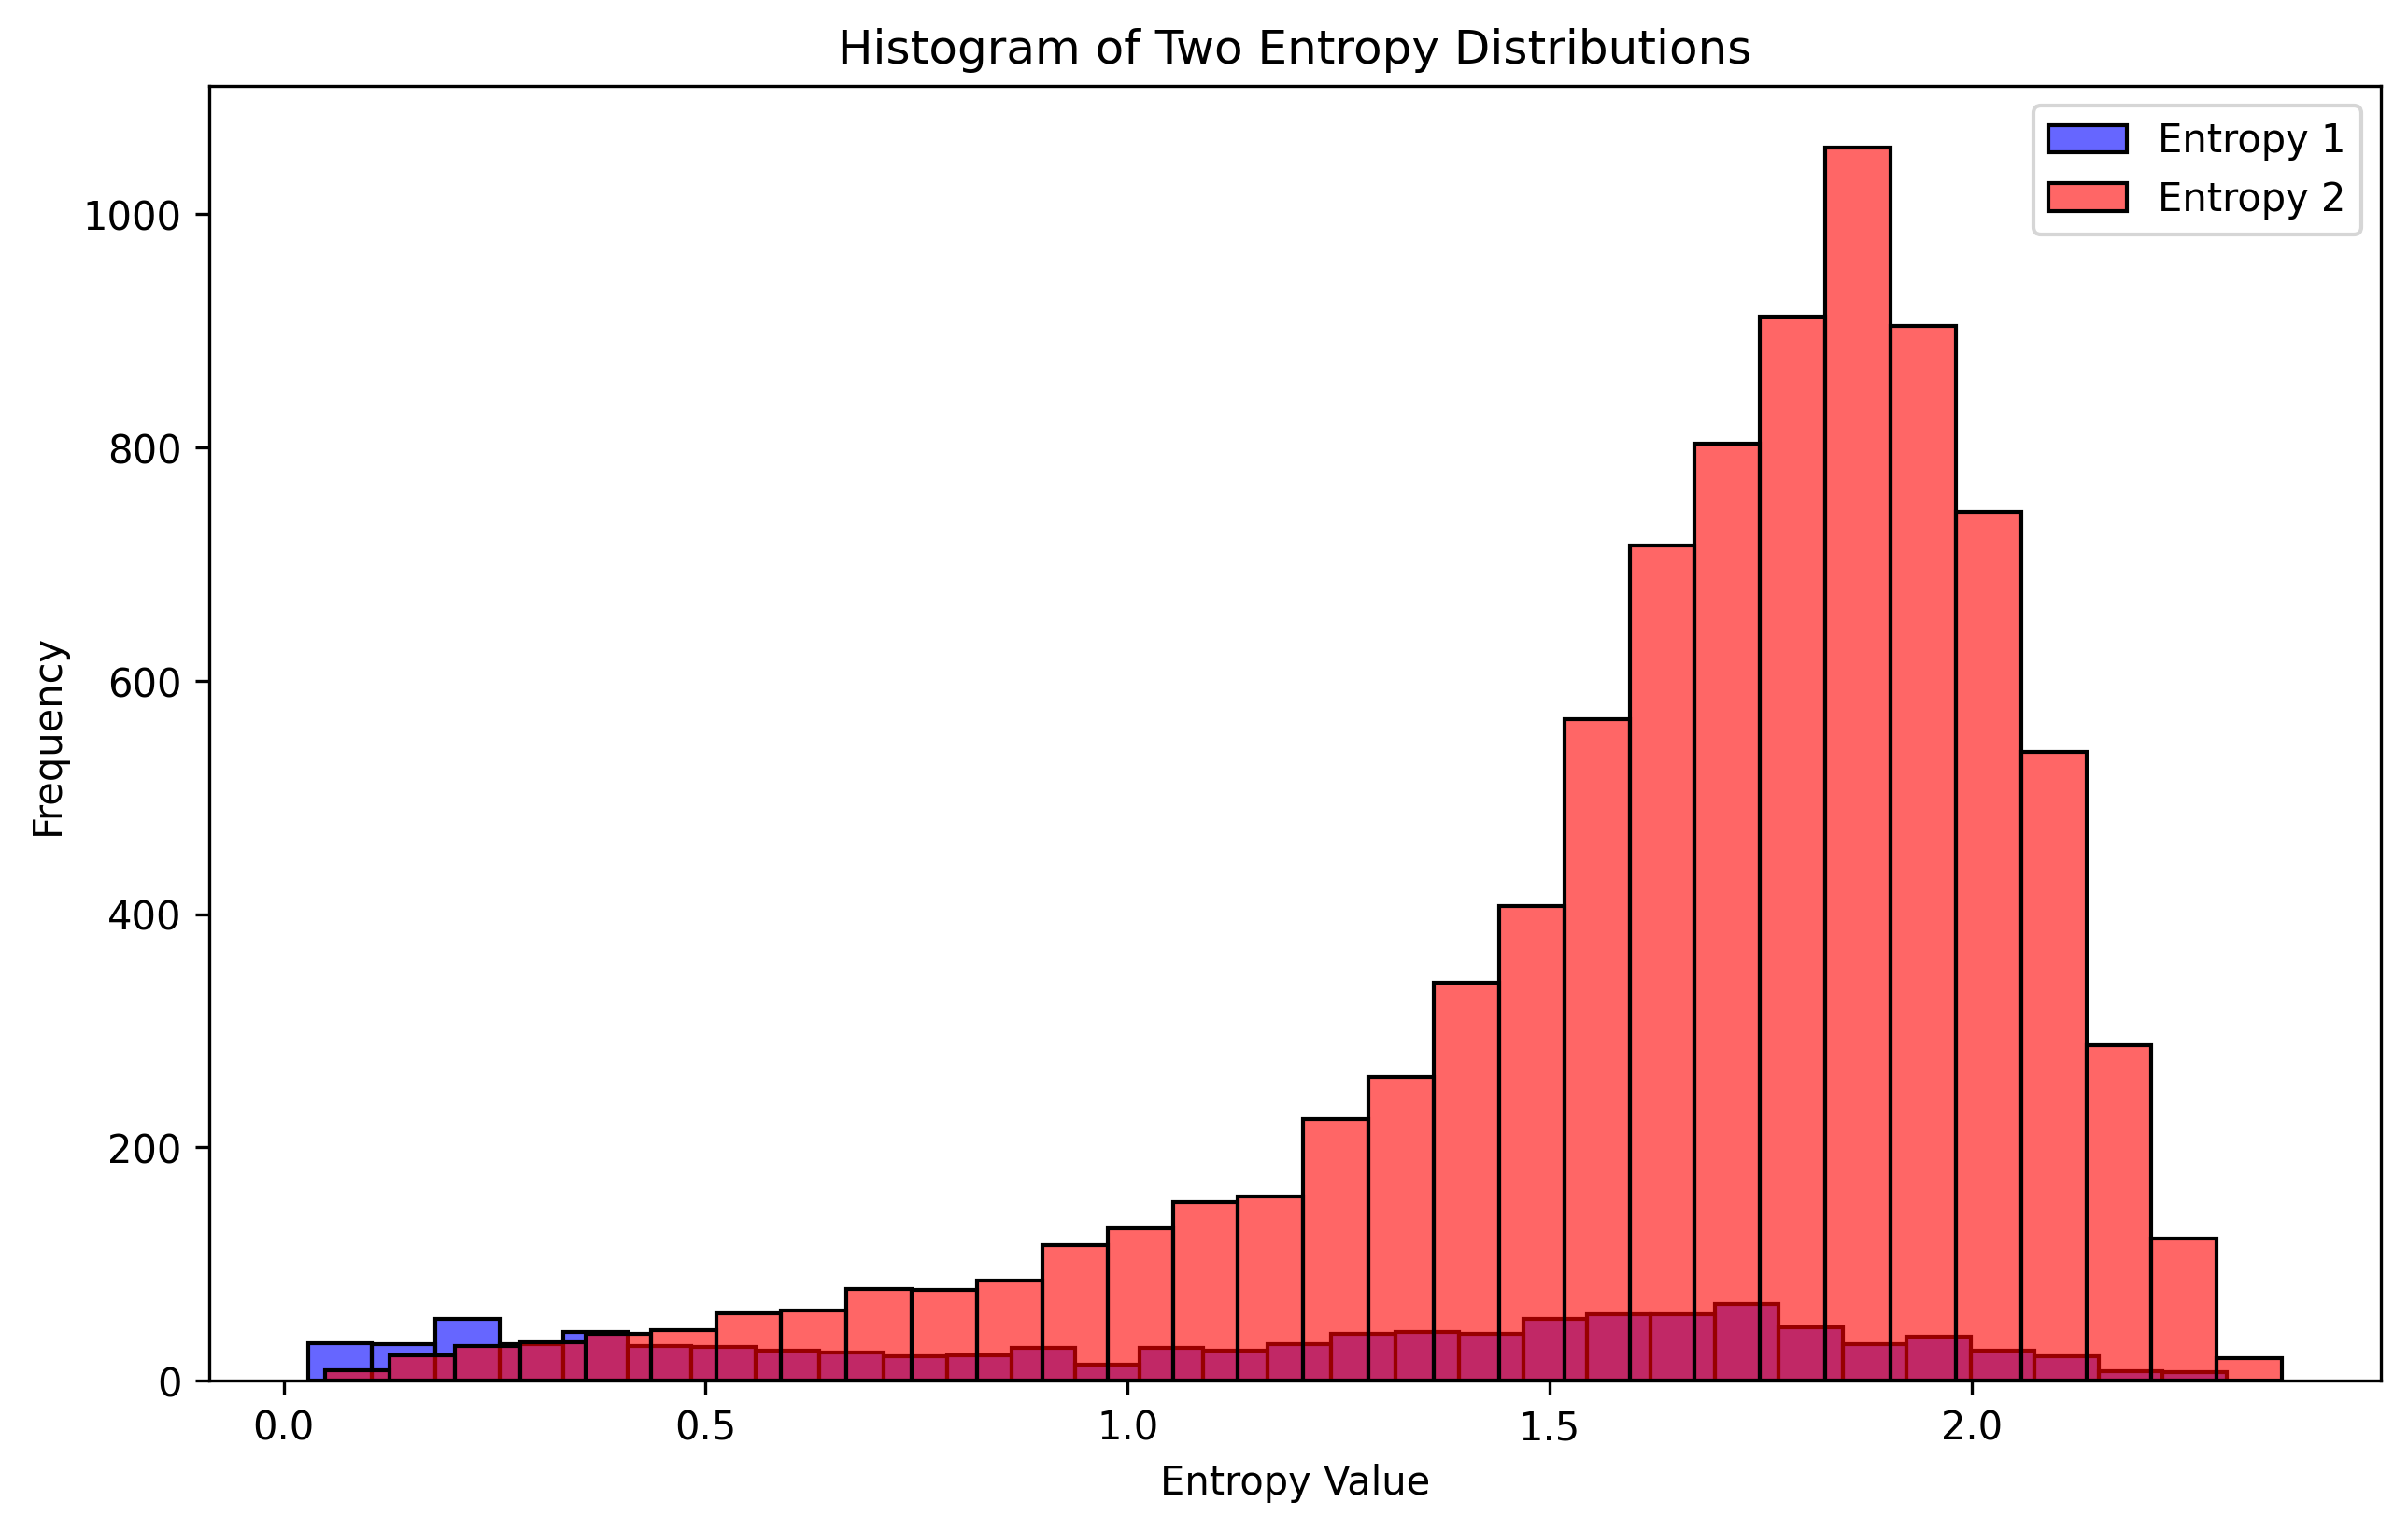 Histogram of Two Entropy Distributions
Entropy 1
Entropy 2
1000
800
600
400
200
0
Frequency
0.0 0.5 1.0 1.5 2.0
Entropy Value